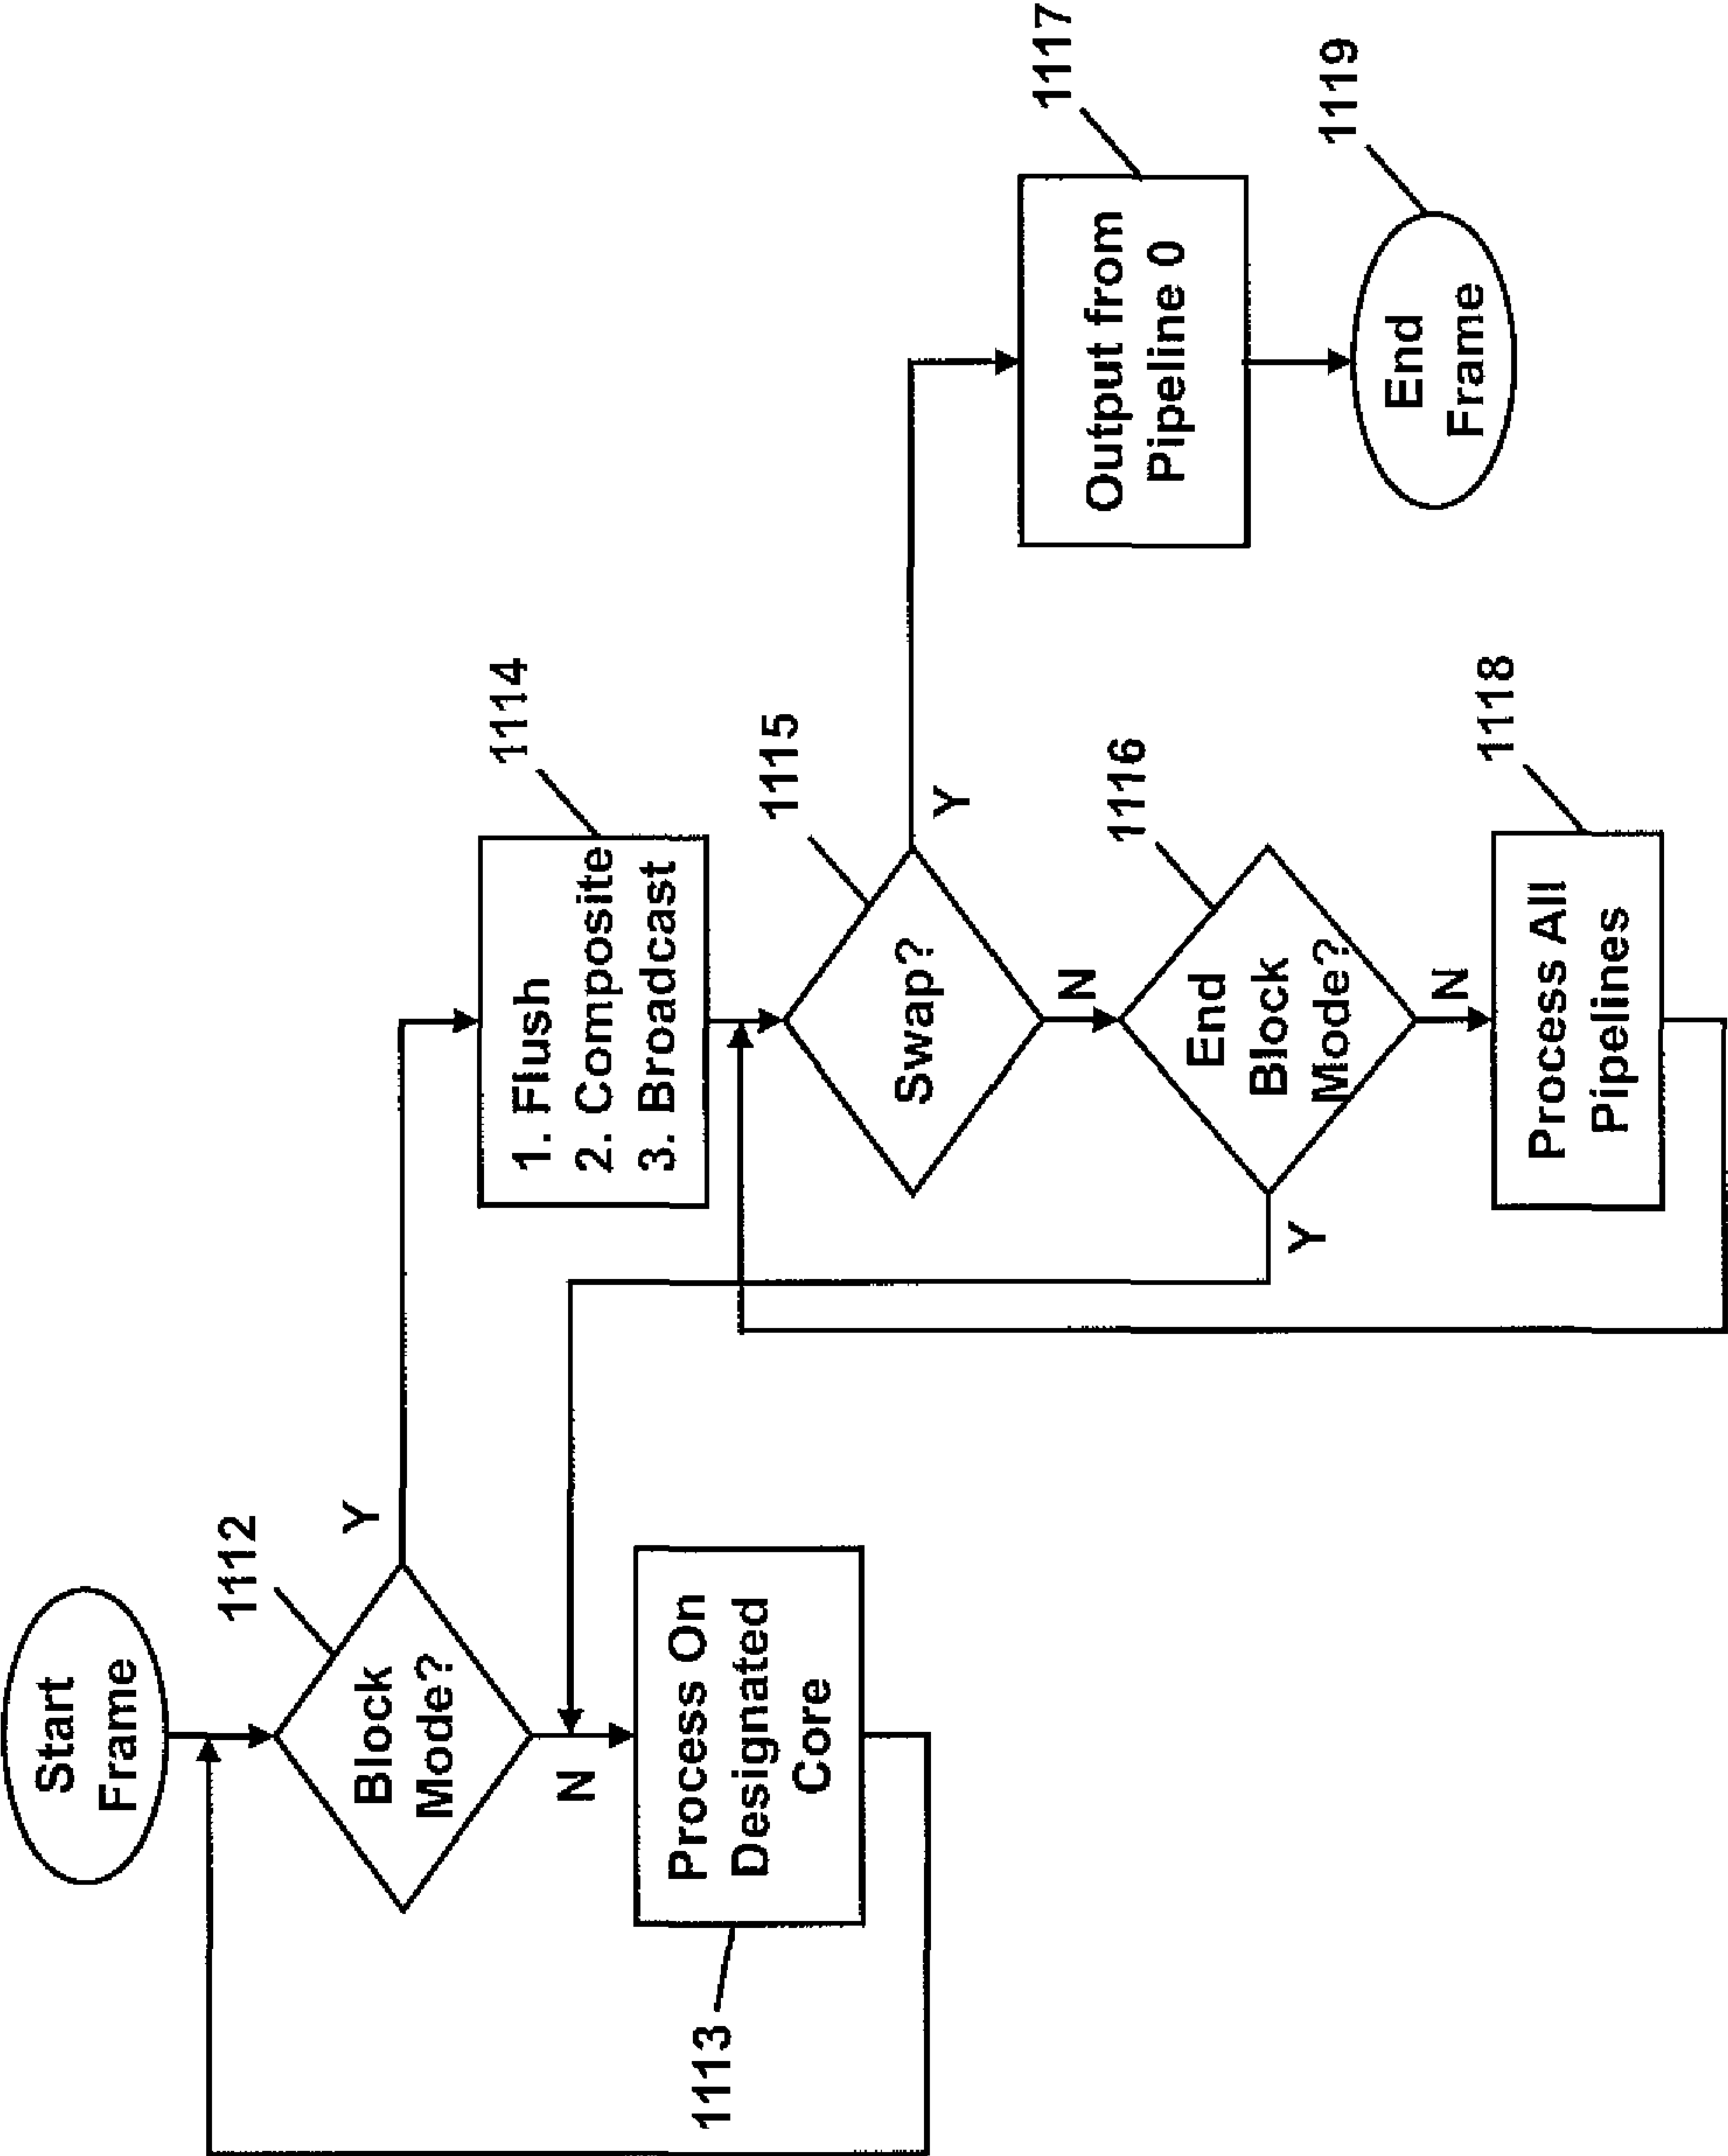 Start
Frame
1112
Block
Mode?
Y
N
Process On
Designated
Core
1113
1114
1. Flush
2. Composite
3. Broadcast
1115
Swap?
Y
N
1116
End
Block
Mode?
Y
N
1118
Process All
Pipelines
1117
Output from
Pipeline 0
1119
End
Frame